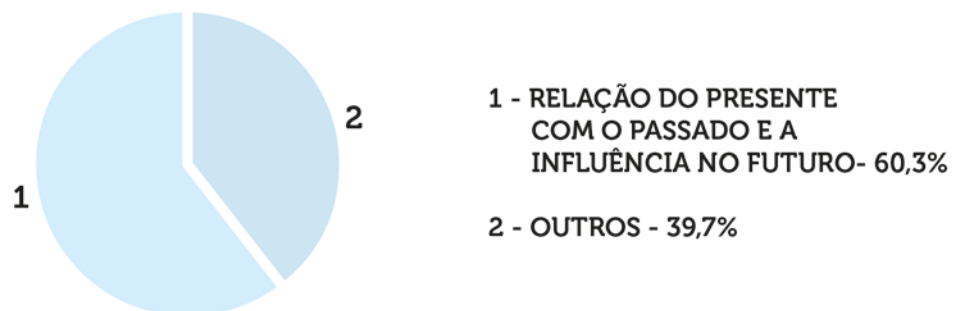 1
2
1 - RELAÇÃO DO PRESENTE
COM O PASSADO E A
INFLUÊNCIA NO FUTURO- 60,3%
2 - OUTROS - 39,7%